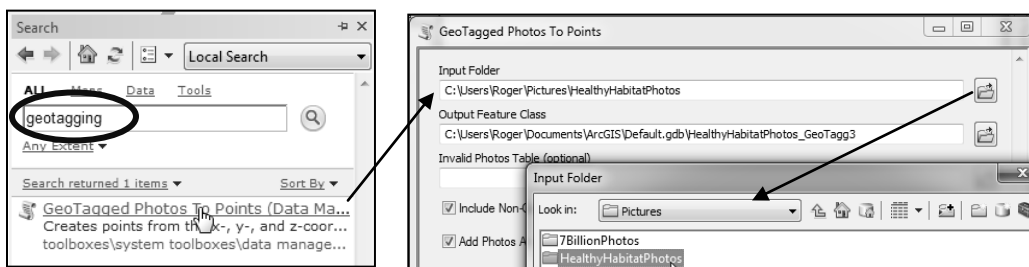 Search
Local Search
ALL Maps Data Tools
geotagging
Any Extent
Search returned 1 items
Sort By
GeoTagged Photos To Points (Data Ma...
Creates points from the x-, y-, and z-coor...
toolboxes\system toolboxes\data manage...
GeoTagged Photos To Points
Input Folder
C:\Users\Roger\Pictures\HealthyHabitatPhotos
Output Feature Class
C:\Users\Roger\Documents\ArcGIS\Default.gdb\HealthyHabitatPhotos_GeoTagg3
Invalid Photos Table (optional)
Include Non-G
Add Photos A
Input Folder
Look in:
Pictures
7BillionPhotos
HealthyHabitatPhotos